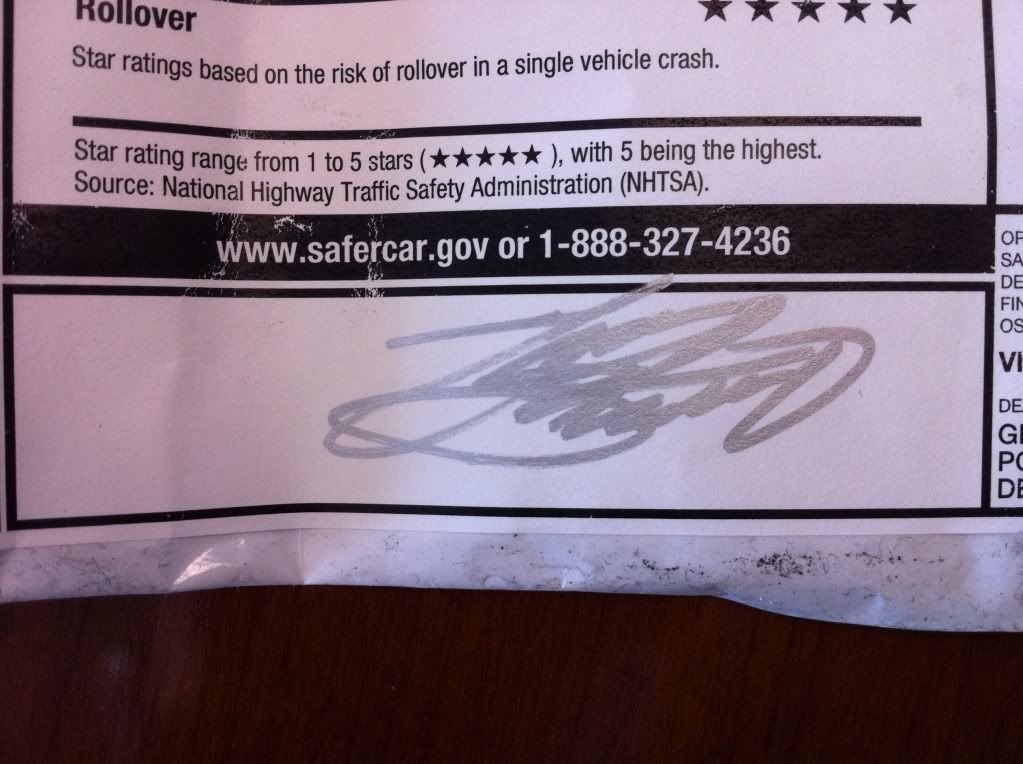 Rollover ★★★★★
Star ratings based on the risk of rollover in a single vehicle crash.
Star rating range from 1 to 5 stars (★★★★★), with 5 being the highest.
Source: National Highway Traffic Safety Administration (NHTSA).
www.safercar.gov or 1-888-327-4236